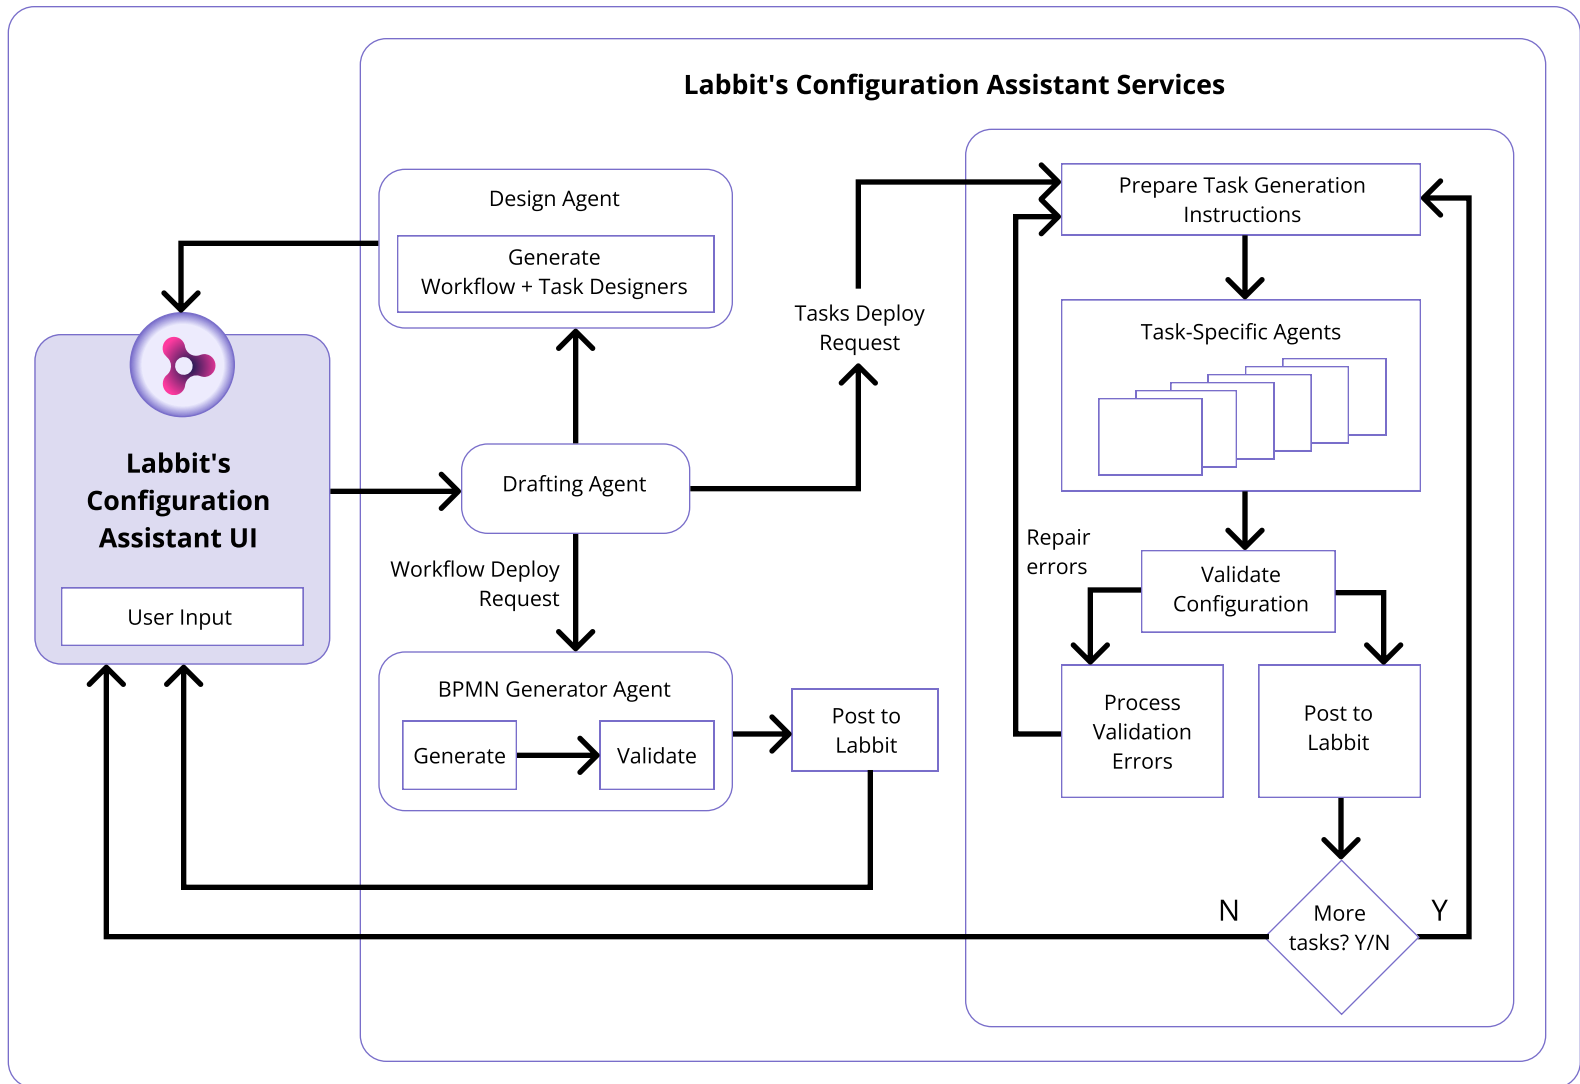 Labbit's Configuration Assistant Services
Design Agent
Generate
Workflow + Task Designers
Labbit's
Configuration
Assistant UI
User Input
Drafting Agent
Tasks Deploy
Request
Workflow Deploy
Request
BPMN Generator Agent
Generate
Validate
Post to
Labbit
Prepare Task Generation
Instructions
Task-Specific Agents
Repair
errors
Validate
Configuration
Process
Validation
Errors
Post to
Labbit
N
More
tasks? Y/N
Y